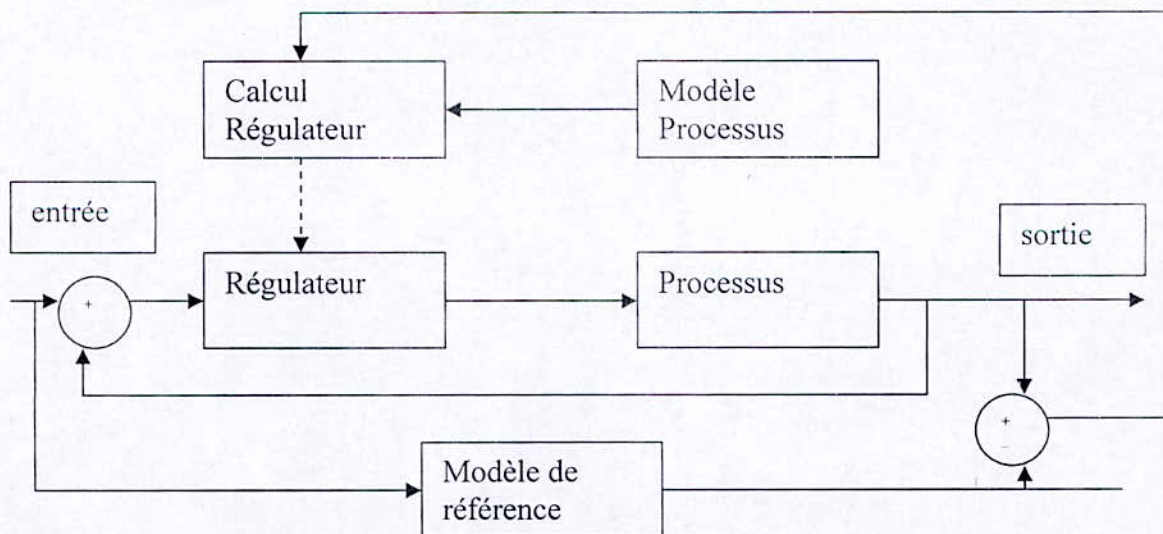 Calcul
Régulateur
Modèle
Processus
entrée
sortie
Régulateur
Processus
+
+
-
Modèle de
référence